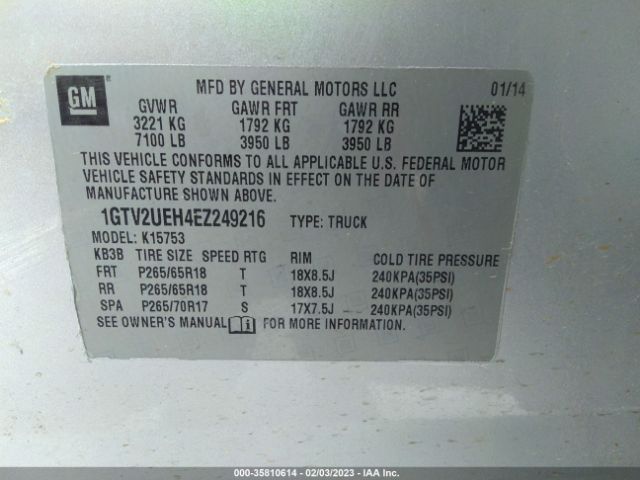 GM
MFD BY GENERAL MOTORS LLC 01/14
GVWR GAWR FRT GAWR RR
3221 KG 1792 KG 1792 KG
7100 LB 3950 LB 3950 LB
THIS VEHICLE CONFORMS TO ALL APPLICABLE U.S. FEDERAL MOTOR
VEHICLE SAFETY STANDARDS IN EFFECT ON THE DATE OF
MANUFACTURE SHOWN ABOVE.
1GTV2UEH4EZ249216 TYPE: TRUCK
MODEL: K15753
KB3B TIRE SIZE SPEED RTG RIM COLD TIRE PRESSURE
FRT P265/65R18 T 18X8.5J 240KPA(35PSI)
RR P265/65R18 T 18X8.5J 240KPA(35PSI)
SPA P265/70R17 S 17X7.5J 240KPA(35PSI)
SEE OWNER'S MANUAL FOR MORE INFORMATION.
000-35810614 - 02/03/2023 - IAA Inc.